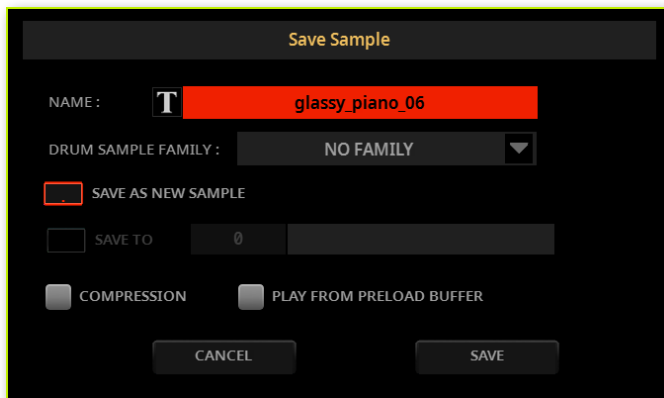 Save Sample
NAME : T glassy_piano_06
DRUM SAMPLE FAMILY : NO FAMILY
SAVE AS NEW SAMPLE
SAVE TO 0
COMPRESSION PLAY FROM PRELOAD BUFFER
CANCEL SAVE